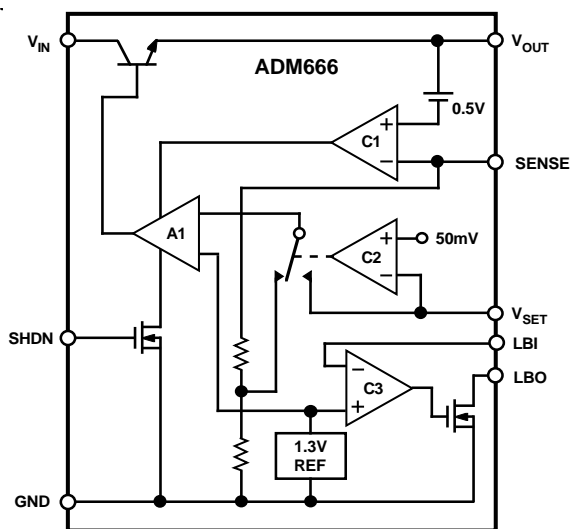 V_IN
V_OUT
ADM666
0.5V
+
C1
–
SENSE
A1
+
50mV
C2
–
V_SET
SHDN
LBI
–
LBO
C3
+
1.3V
REF
GND